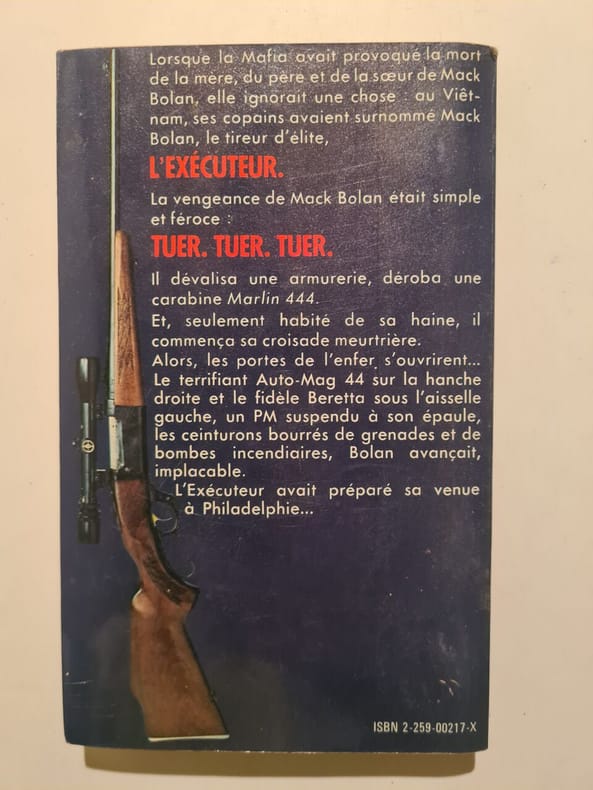 Lorsque la Mafia avait provoqué la mort
de la mère, du père et de la sœur de Mack
Bolan, elle ignorait une chose : au Viêt-
nam, ses copains avaient surnommé Mack
Bolan, le tireur d'élite,
L'EXÉCUTEUR.
La vengeance de Mack Bolan était simple
et féroce :
TUER. TUER. TUER.
Il dévalisa une armurerie, déroba une
carabine Marlin 444.
Et, seulement habité de sa haine, il
commença sa croisade meurtrière.
Alors, les portes de l'enfer s'ouvrirent...
Le terrifiant Auto-Mag 44 sur la hanche
droite et le fidèle Beretta sous l'aisselle
gauche, un PM suspendu à son épaule,
les ceinturons bourrés de grenades et de
bombes incendiaires, Bolan avançait,
implacable.
L'Exécuteur avait préparé sa venue
à Philadelphie...
ISBN 2-259-00217-X